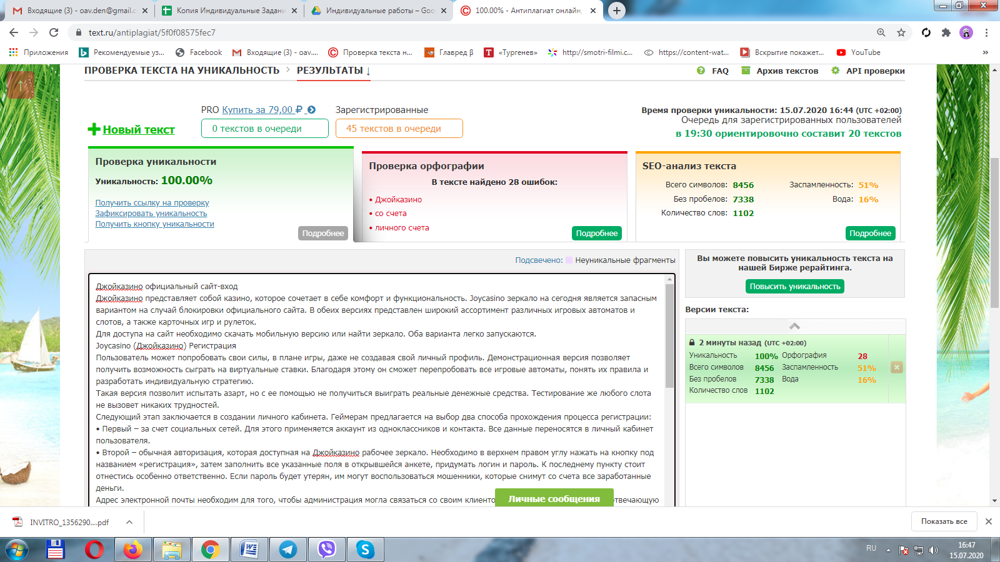 Входящие (3) - oav.den@gmail.c
Копия Индивидуальные Задани
Индивидуальные работы – Goo
100.00% - Антиплагиат онлайн,
text.ru/antiplagiat/5f0f08575fec7
Приложения
Рекомендуемые уз...
Facebook
Входящие (3) - oav....
Проверка текста н...
Главред β
«Тургенев»
http://smotri-filmi.c...
https://content-wat...
Вскрытие покажет...
YouTube
»
ПРОВЕРКА ТЕКСТА НА УНИКАЛЬНОСТЬ > РЕЗУЛЬТАТЫ ↓
FAQ
Архив текстов
API проверки
Новый текст
PRO Купить за 79,00 ₽
0 текстов в очереди
Зарегистрированные
45 текстов в очереди
Время проверки уникальности: 15.07.2020 16:44 (UTC +02:00)
Очередь для зарегистрированных пользователей
в 19:30 ориентировочно составит 20 текстов
Проверка уникальности
Уникальность: 100.00%
Получить ссылку на проверку
Зафиксировать уникальность
Получить кнопку уникальности
Подробнее
Проверка орфографии
В тексте найдено 28 ошибок:
• Джойказино
• со счета
• личного счета
Подробнее
SEO-анализ текста
Всего символов: 8456
Заспамленность: 51%
Без пробелов: 7338
Вода: 16%
Количество слов: 1102
Подробнее
Подсвечено: Неуникальные фрагменты
Джойказино официальный сайт-вход
Джойказино представляет собой казино, которое сочетает в себе комфорт и функциональность. Joycasino зеркало на сегодня является запасным
вариантом на случай блокировки официального сайта. В обеих версиях представлен широкий ассортимент различных игровых автоматов и
слотов, а также карточных игр и рулеток.
Для доступа на сайт необходимо скачать мобильную версию или найти зеркало. Оба варианта легко запускаются.
Joycasino (Джойказино) Регистрация
Пользователь может попробовать свои силы, в плане игры, даже не создавая свой личный профиль. Демонстрационная версия позволяет
получить возможность сыграть на виртуальные ставки. Благодаря этому он сможет перепробовать все игровые автоматы, понять их правила и
разработать индивидуальную стратегию.
Такая версия позволит испытать азарт, но с ее помощью не получиться выиграть реальные денежные средства. Тестирование же любого слота
не вызовет никаких трудностей.
Следующий этап заключается в создании личного кабинета. Геймерам предлагается на выбор два способа прохождения процесса регистрации:
• Первый – за счет социальных сетей. Для этого применяется аккаунт из одноклассников и контакта. Все данные переносятся в личный кабинет
пользователя.
• Второй – обычная авторизация, которая доступная на Джойказино рабочее зеркало. Необходимо в верхнем правом углу нажать на кнопку под
названием «регистрация», затем заполнить все указанные поля в открывшейся анкете, придумать логин и пароль. К последнему пункту стоит
отнестись особенно ответственно. Если пароль будет утерян, им могут воспользоваться мошенники, которые снимут со счета все заработанные
деньги.
Адрес электронной почты необходим для того, чтобы администрация могла связаться со своим клиенто
отвечающую
Личные сообщения
Вы можете повысить уникальность текста на
нашей Бирже рерайтинга.
Повысить уникальность
Версии текста:
2 минуты назад (UTC +02:00)
Уникальность 100% Орфография 28
Всего символов 8456 Заспамленность 51%
Без пробелов 7338 Вода 16%
Количество слов 1102
INVITRO_1356290....pdf
Показать все
RU
16:47
15.07.2020